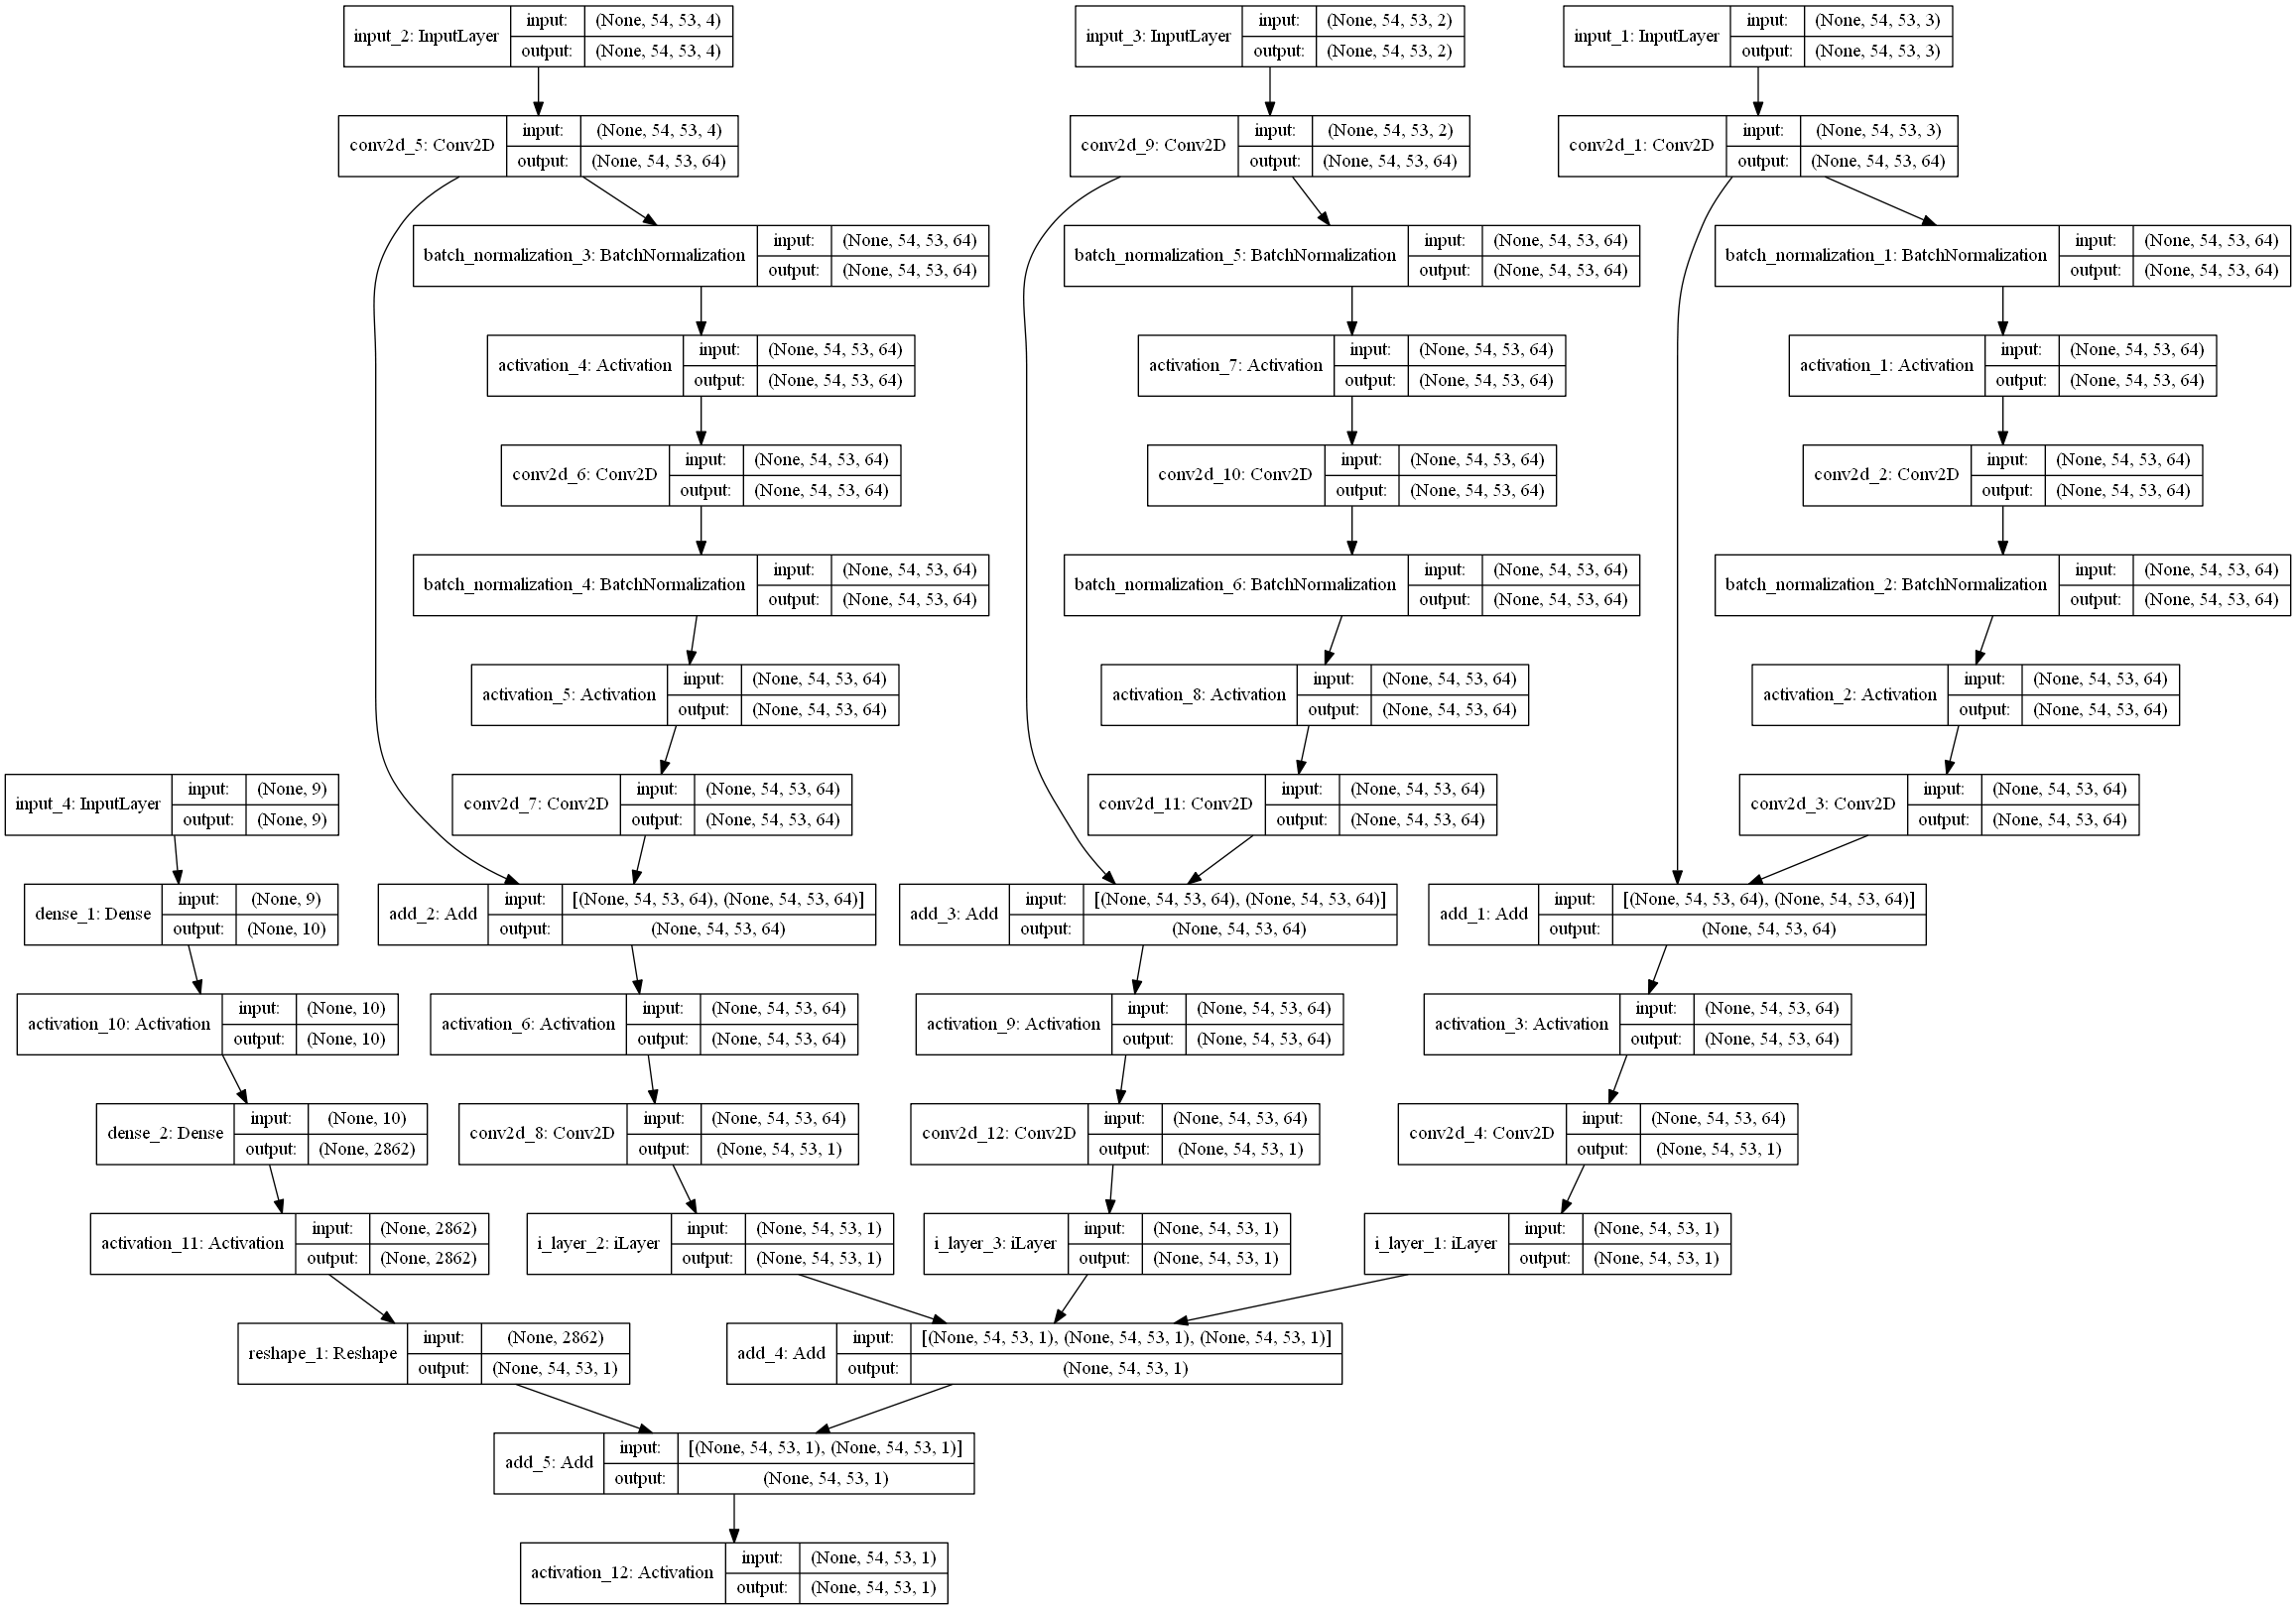 input_2: InputLayer input: (None, 54, 53, 4) output: (None, 54, 53, 4)
input_3: InputLayer input: (None, 54, 53, 2) output: (None, 54, 53, 2)
input_1: InputLayer input: (None, 54, 53, 3) output: (None, 54, 53, 3)
conv2d_5: Conv2D input: (None, 54, 53, 4) output: (None, 54, 53, 64)
conv2d_9: Conv2D input: (None, 54, 53, 2) output: (None, 54, 53, 64)
conv2d_1: Conv2D input: (None, 54, 53, 3) output: (None, 54, 53, 64)
batch_normalization_3: BatchNormalization input: (None, 54, 53, 64) output: (None, 54, 53, 64)
batch_normalization_5: BatchNormalization input: (None, 54, 53, 64) output: (None, 54, 53, 64)
batch_normalization_1: BatchNormalization input: (None, 54, 53, 64) output: (None, 54, 53, 64)
activation_4: Activation input: (None, 54, 53, 64) output: (None, 54, 53, 64)
activation_7: Activation input: (None, 54, 53, 64) output: (None, 54, 53, 64)
activation_1: Activation input: (None, 54, 53, 64) output: (None, 54, 53, 64)
conv2d_6: Conv2D input: (None, 54, 53, 64) output: (None, 54, 53, 64)
conv2d_10: Conv2D input: (None, 54, 53, 64) output: (None, 54, 53, 64)
conv2d_2: Conv2D input: (None, 54, 53, 64) output: (None, 54, 53, 64)
batch_normalization_4: BatchNormalization input: (None, 54, 53, 64) output: (None, 54, 53, 64)
batch_normalization_6: BatchNormalization input: (None, 54, 53, 64) output: (None, 54, 53, 64)
batch_normalization_2: BatchNormalization input: (None, 54, 53, 64) output: (None, 54, 53, 64)
activation_5: Activation input: (None, 54, 53, 64) output: (None, 54, 53, 64)
activation_8: Activation input: (None, 54, 53, 64) output: (None, 54, 53, 64)
activation_2: Activation input: (None, 54, 53, 64) output: (None, 54, 53, 64)
input_4: InputLayer input: (None, 9) output: (None, 9)
conv2d_7: Conv2D input: (None, 54, 53, 64) output: (None, 54, 53, 64)
conv2d_11: Conv2D input: (None, 54, 53, 64) output: (None, 54, 53, 64)
conv2d_3: Conv2D input: (None, 54, 53, 64) output: (None, 54, 53, 64)
dense_1: Dense input: (None, 9) output: (None, 10)
add_2: Add input: [(None, 54, 53, 64), (None, 54, 53, 64)] output: (None, 54, 53, 64)
add_3: Add input: [(None, 54, 53, 64), (None, 54, 53, 64)] output: (None, 54, 53, 64)
add_1: Add input: [(None, 54, 53, 64), (None, 54, 53, 64)] output: (None, 54, 53, 64)
activation_10: Activation input: (None, 10) output: (None, 10)
activation_6: Activation input: (None, 54, 53, 64) output: (None, 54, 53, 64)
activation_9: Activation input: (None, 54, 53, 64) output: (None, 54, 53, 64)
activation_3: Activation input: (None, 54, 53, 64) output: (None, 54, 53, 64)
dense_2: Dense input: (None, 10) output: (None, 2862)
conv2d_8: Conv2D input: (None, 54, 53, 64) output: (None, 54, 53, 1)
conv2d_12: Conv2D input: (None, 54, 53, 64) output: (None, 54, 53, 1)
conv2d_4: Conv2D input: (None, 54, 53, 64) output: (None, 54, 53, 1)
activation_11: Activation input: (None, 2862) output: (None, 2862)
i_layer_2: iLayer input: (None, 54, 53, 1) output: (None, 54, 53, 1)
i_layer_3: iLayer input: (None, 54, 53, 1) output: (None, 54, 53, 1)
i_layer_1: iLayer input: (None, 54, 53, 1) output: (None, 54, 53, 1)
reshape_1: Reshape input: (None, 2862) output: (None, 54, 53, 1)
add_4: Add input: [(None, 54, 53, 1), (None, 54, 53, 1), (None, 54, 53, 1)] output: (None, 54, 53, 1)
add_5: Add input: [(None, 54, 53, 1), (None, 54, 53, 1)] output: (None, 54, 53, 1)
activation_12: Activation input: (None, 54, 53, 1) output: (None, 54, 53, 1)